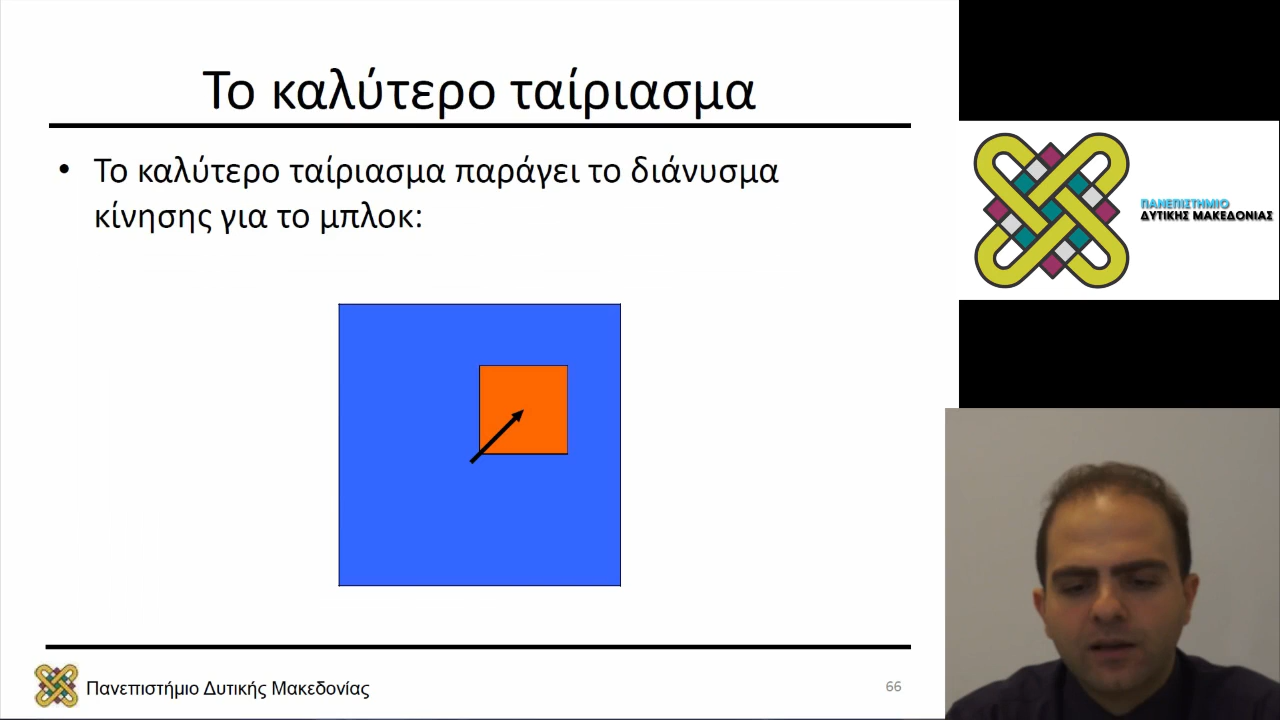 Το καλύτερο ταίριασμα
• Το καλύτερο ταίριασμα παράγει το διάνυσμα
κίνησης για το μπλοκ:
ΠΑΝΕΠΙΣΤΗΜΙΟ
ΔΥΤΙΚΗΣ ΜΑΚΕΔΟΝΙΑΣ
Πανεπιστήμιο Δυτικής Μακεδονίας
66